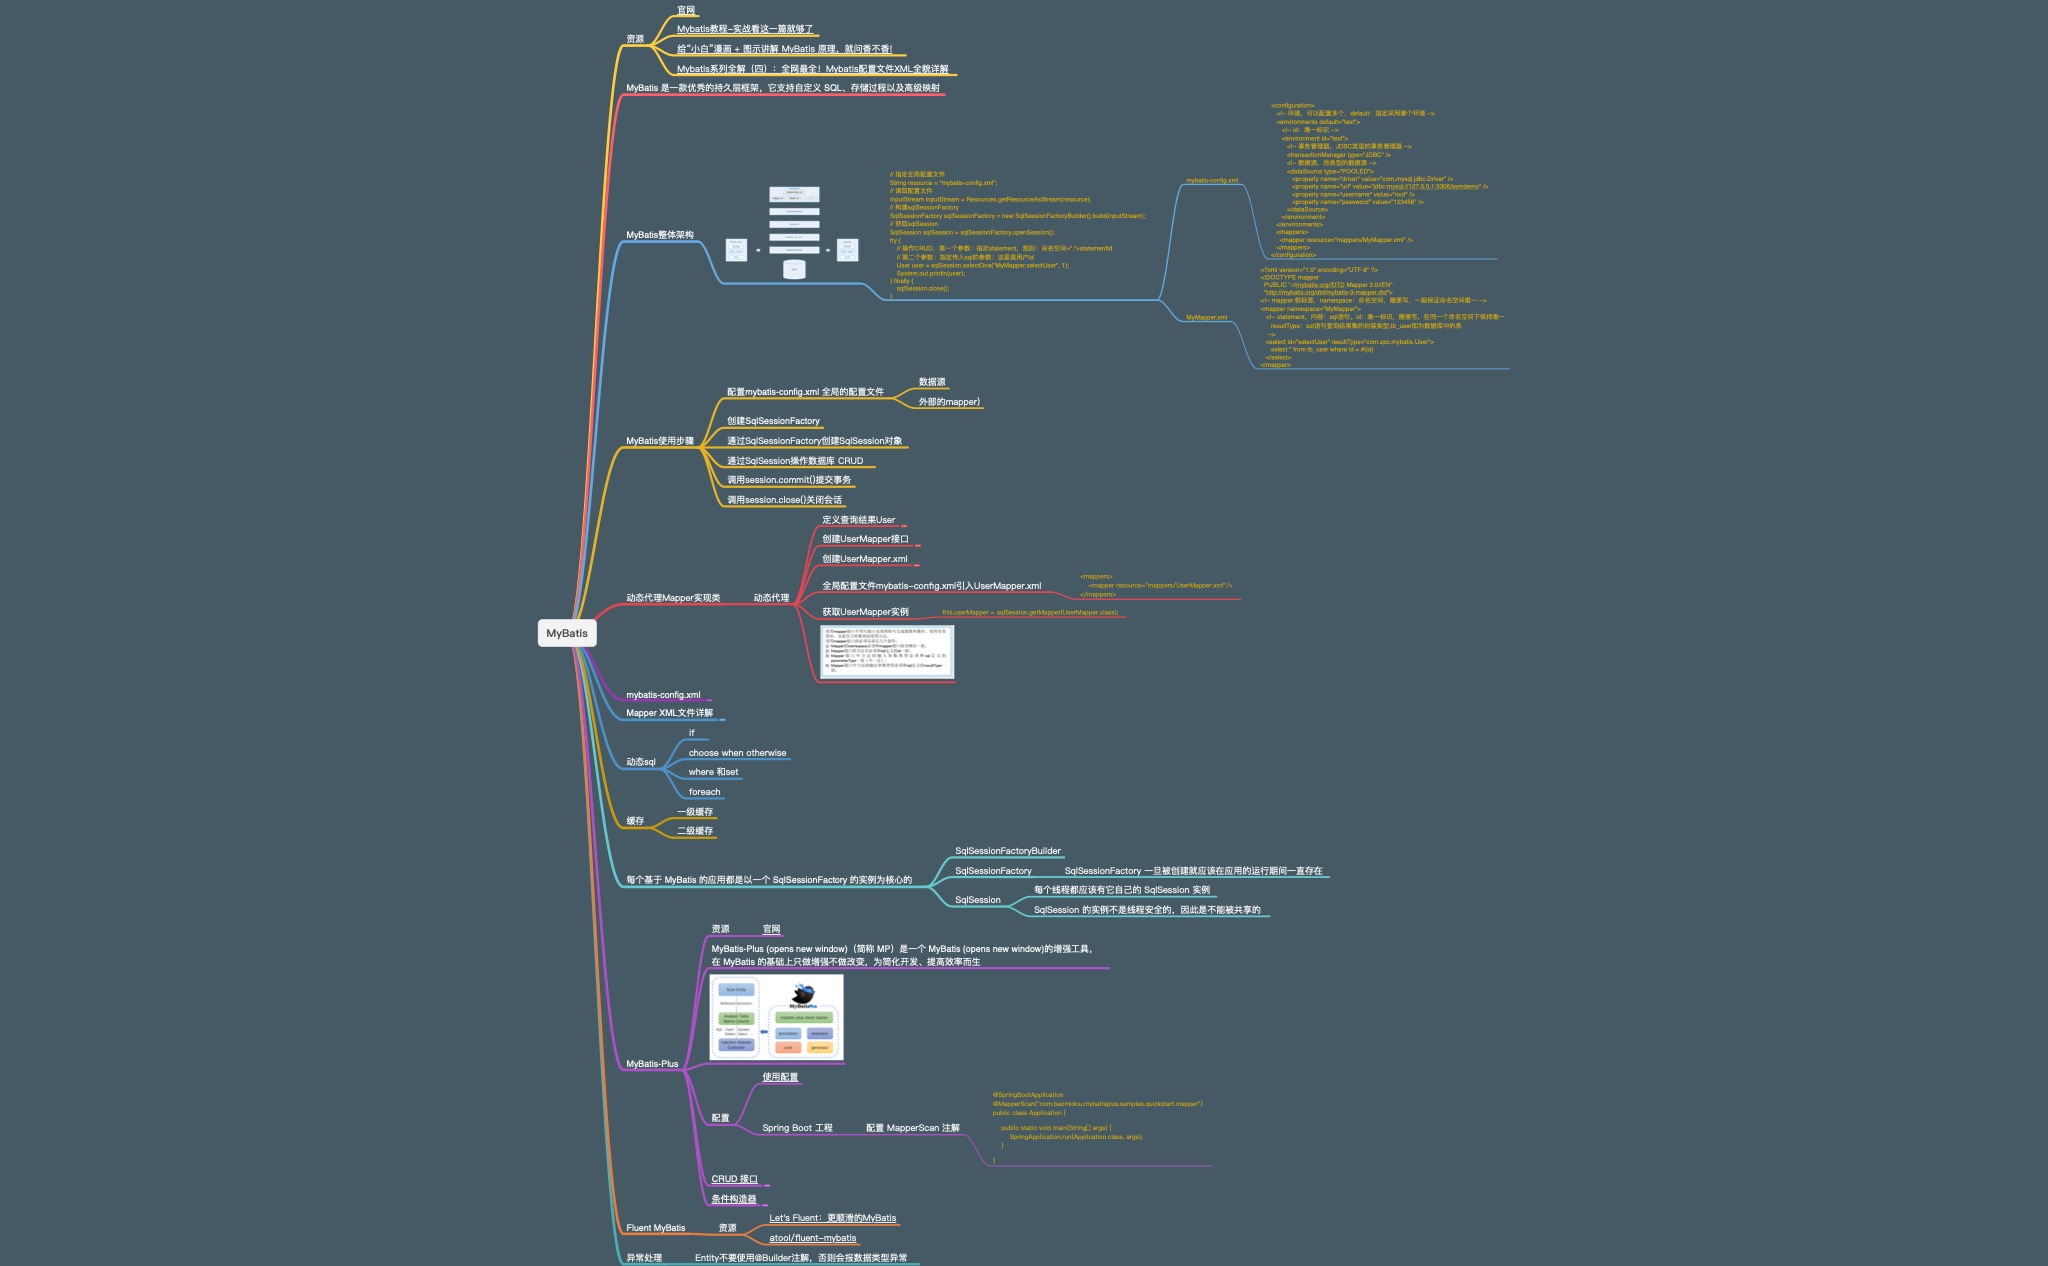 MyBatis
资源
官网
Mybatis教程-实战看这一篇就够了
给“小白”漫画 + 图示讲解 MyBatis 原理，就问香不香!
Mybatis系列全解（四）：全网最全！Mybatis配置文件XML全貌详解
MyBatis 是一款优秀的持久层框架，它支持自定义 SQL、存储过程以及高级映射
MyBatis整体架构
// 指定全局配置文件
String resource = "mybatis-config.xml";
// 读取配置文件
InputStream inputStream = Resources.getResourceAsStream(resource);
// 构建sqlSessionFactory
SqlSessionFactory sqlSessionFactory = new SqlSessionFactoryBuilder().build(inputStream);
// 获取sqlSession
SqlSession sqlSession = sqlSessionFactory.openSession();
try {
// 操作CRUD，第一个参数：指定statement，规则：命名空间+“.”+statementId
// 第二个参数：指定传入sql的参数：这里是用户id
User user = sqlSession.selectOne("MyMapper.selectUser", 1);
System.out.println(user);
} finally {
sqlSession.close();
}
mybatis-config.xml
<configuration>
<!-- 环境，可以配置多个，default：指定采用哪个环境 -->
<environments default="test">
<!-- id：唯一标识 -->
<environment id="test">
<!-- 事务管理器，JDBC类型的事务管理器 -->
<transactionManager type="JDBC" />
<!-- 数据源，池类型的数据源 -->
<dataSource type="POOLED">
<property name="driver" value="com.mysql.jdbc.Driver" />
<property name="url" value="jdbc:mysql://127.0.0.1:3306/ssmdemo" />
<property name="username" value="root" />
<property name="password" value="123456" />
</dataSource>
</environment>
</environments>
<mappers>
<mapper resource="mappers/MyMapper.xml" />
</mappers>
</configuration>
MyMapper.xml
<?xml version="1.0" encoding="UTF-8" ?>
<!DOCTYPE mapper
PUBLIC "-//mybatis.org//DTD Mapper 3.0//EN"
"http://mybatis.org/dtd/mybatis-3-mapper.dtd">
<!-- mapper:根标签，namespace：命名空间，随便写，一般保证命名空间唯一 -->
<mapper namespace="MyMapper">
<!-- statement，内容：sql语句。id：唯一标识，随便写，在同一个命名空间下保持唯一
resultType：sql语句查询结果集的封装类型,tb_user即为数据库中的表
-->
<select id="selectUser" resultType="com.zpc.mybatis.User">
select * from tb_user where id = #{id}
</select>
</mapper>
MyBatis使用步骤
配置mybatis-config.xml 全局的配置文件
数据源
外部的mapper)
创建SqlSessionFactory
通过SqlSessionFactory创建SqlSession对象
通过SqlSession操作数据库 CRUD
调用session.commit()提交事务
调用session.close()关闭会话
动态代理Mapper实现类
动态代理
定义查询结果User
创建UserMapper接口
创建UserMapper.xml
全局配置文件mybatis-config.xml引入UserMapper.xml
<mappers>
<mapper resource="mappers/UserMapper.xml"/>
</mappers>
获取UserMapper实例
this.userMapper = sqlSession.getMapper(UserMapper.class);
mybatis-config.xml
Mapper XML文件详解
动态sql
if
choose when otherwise
where 和set
foreach
缓存
一级缓存
二级缓存
每个基于 MyBatis 的应用都是以一个 SqlSessionFactory 的实例为核心的
SqlSessionFactoryBuilder
SqlSessionFactory
SqlSessionFactory 一旦被创建就应该在应用的运行期间一直存在
SqlSession
每个线程都应该有它自己的 SqlSession 实例
SqlSession 的实例不是线程安全的，因此是不能被共享的
MyBatis-Plus
资源
官网
MyBatis-Plus (opens new window)（简称 MP）是一个 MyBatis (opens new window)的增强工具，
在 MyBatis 的基础上只做增强不做改变，为简化开发、提高效率而生
Scan Entity
Analysis Table
Name Column
Injection Mybatis
Container
mybatis-plus-boot-starter
annotation
extension
core
generator
配置
使用配置
Spring Boot 工程
配置 MapperScan 注解
@SpringBootApplication
@MapperScan("com.baomidou.mybatisplus.samples.quickstart.mapper")
public class Application {
public static void main(String[] args) {
SpringApplication.run(Application.class, args);
}
}
CRUD 接口
条件构造器
Fluent MyBatis
资源
Let's Fluent：更顺滑的MyBatis
atool/fluent-mybatis
异常处理
Entity不要使用@Builder注解，否则会报数据类型异常